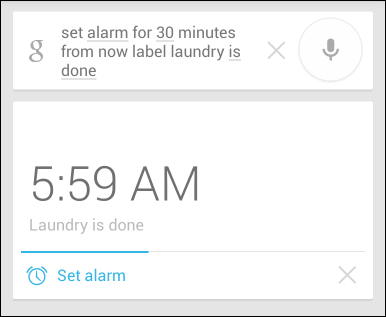 g
set alarm for 30 minutes
from now label laundry is
done
5:59 AM
Laundry is done
Set alarm